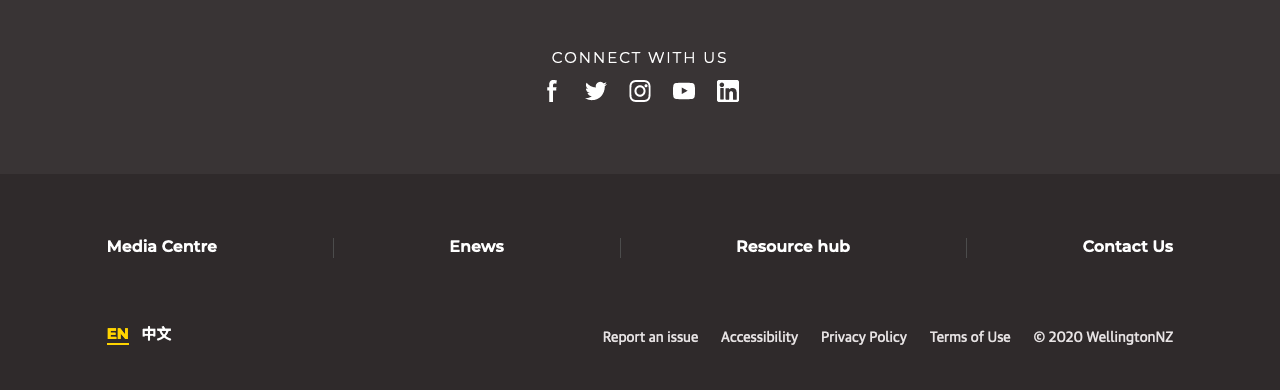 CONNECT WITH US
Media Centre
Enews
Resource hub
Contact Us
EN 中文
Report an issue Accessibility Privacy Policy Terms of Use © 2020 WellingtonNZ